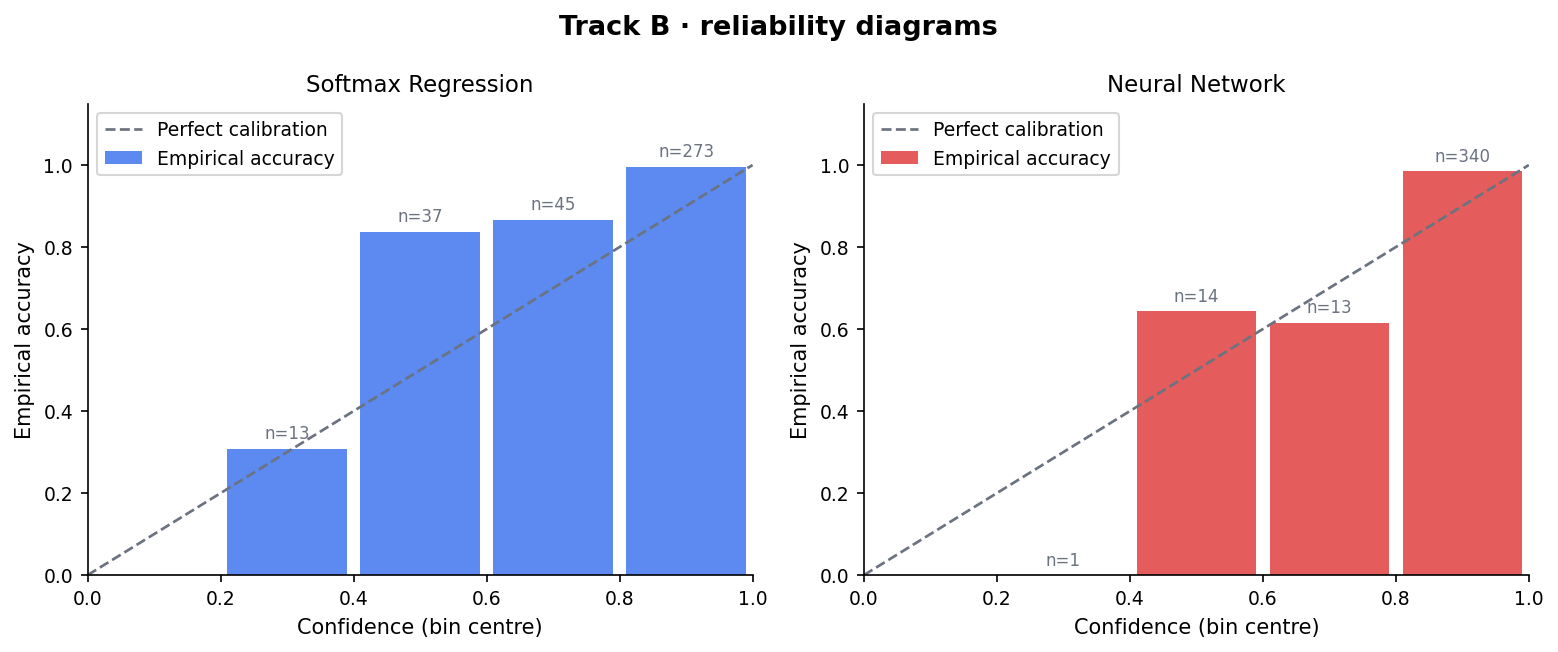 Track B · reliability diagrams
Softmax Regression
Perfect calibration
Empirical accuracy
n=13
n=37
n=45
n=273
1.0
0.8
0.6
0.4
0.2
0.0
Empirical accuracy
0.0 0.2 0.4 0.6 0.8 1.0
Confidence (bin centre)
Neural Network
Perfect calibration
Empirical accuracy
n=1
n=14
n=13
n=340
1.0
0.8
0.6
0.4
0.2
0.0
Empirical accuracy
0.0 0.2 0.4 0.6 0.8 1.0
Confidence (bin centre)